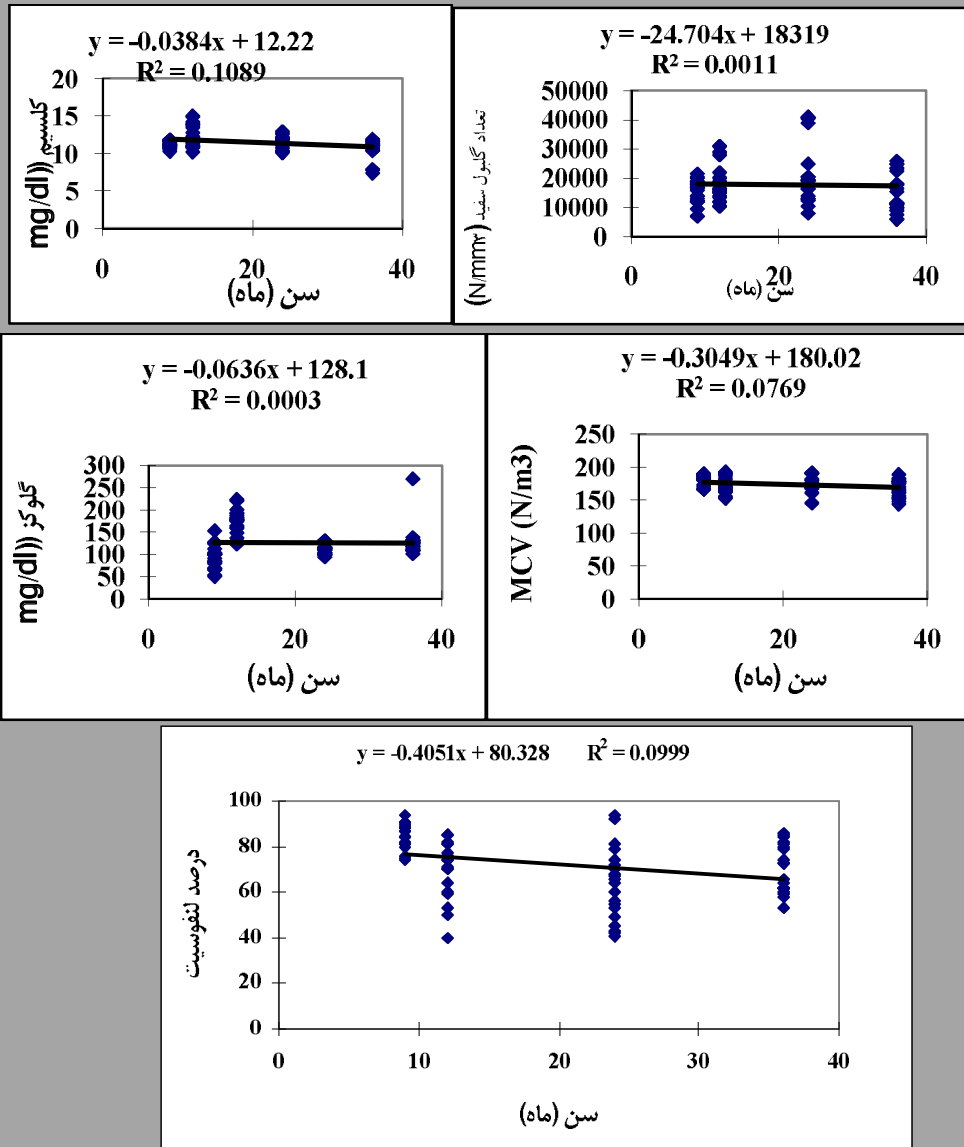 y = -0.0384x + 12.22
R² = 0.1089
20
15
10
5
0
0
20
40
کلسیم
mg/dl))
سن (ماه)
y = -24.704x + 18319
R² = 0.0011
50000
40000
30000
20000
10000
0
0
20
40
تعداد گلبول سفید
(N/mm۳)
سن (ماه)
y = -0.0636x + 128.1
R² = 0.0003
300
250
200
150
100
50
0
0
20
40
گلوکز
mg/dl))
سن (ماه)
y = -0.3049x + 180.02
R² = 0.0769
250
200
150
100
50
0
0
20
40
MCV (N/m3)
سن (ماه)
y = -0.4051x + 80.328 R² = 0.0999
100
80
60
40
20
0
0
10
20
30
40
درصد لنفوسیت
سن (ماه)